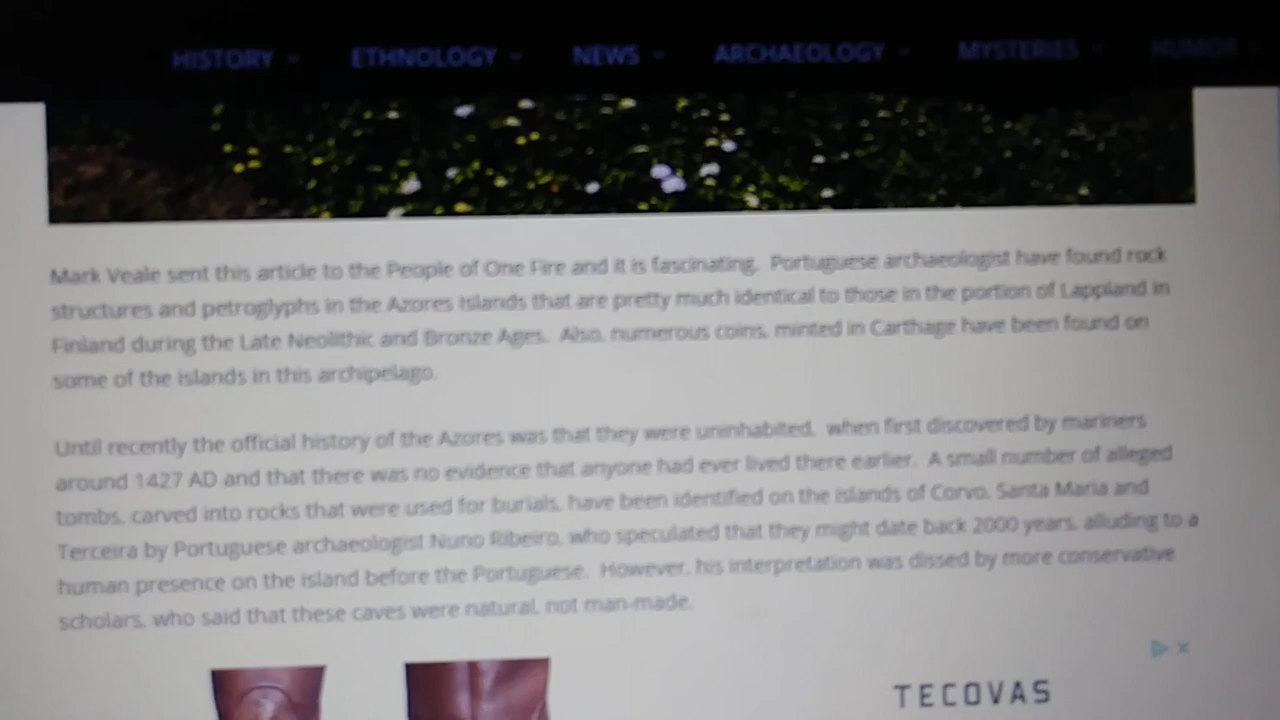 HISTORY ETHNOLOGY NEWS ARCHAEOLOGY MYSTERIES HUMOR
Mark Veale sent this article to the People of One Fire and it is fascinating. Portuguese archaeologist have found rock
structures and petroglyphs in the Azores Islands that are pretty much identical to those in the portion of Lappland in
Finland during the Late Neolithic and Bronze Ages. Also, numerous coins, minted in Carthage have been found on
some of the islands in this archipelago.
Until recently the official history of the Azores was that they were uninhabited, when first discovered by mariners
around 1427 AD and that there was no evidence that anyone had ever lived there earlier. A small number of alleged
tombs, carved into rocks that were used for burials, have been identified on the islands of Corvo, Santa Maria and
Terceira by Portuguese archaeologist Nuno Ribeiro, who speculated that they might date back 2000 years, alluding to a
human presence on the island before the Portuguese. However, his interpretation was dissed by more conservative
scholars, who said that these caves were natural, not man-made.
TECOVAS